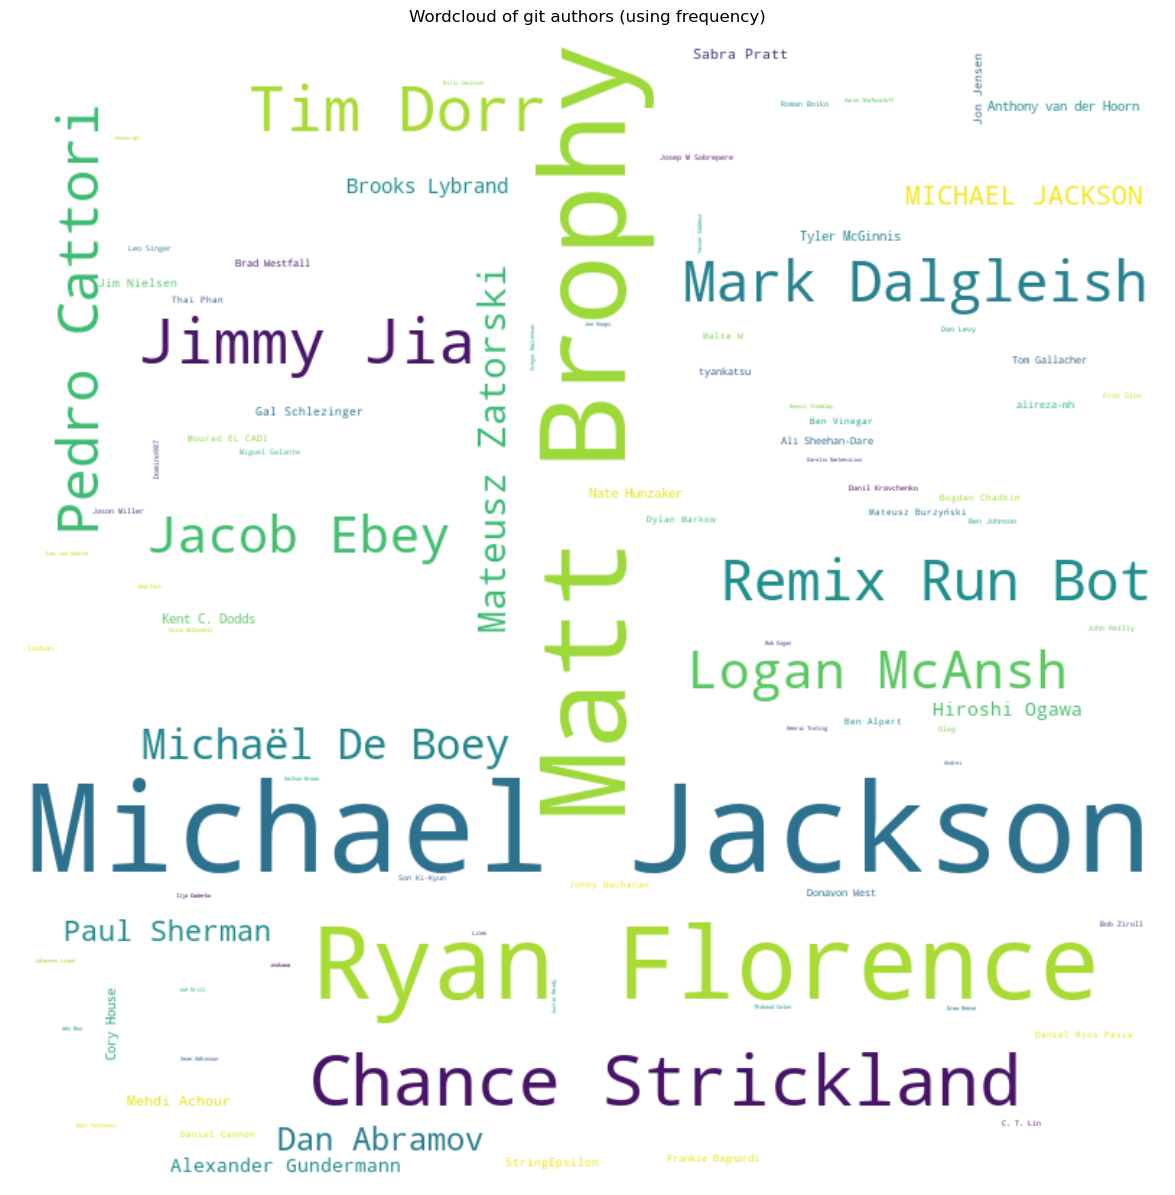 Wordcloud of git authors (using frequency)
Sabra Pratt
Jon Jensen
Tim Dorr
Roman Boiko
Anthony van der Hoorn
Pedro Cattori
Matt Brophy
Josep M Sobrepere
Brooks Lybrand
MICHAEL JACKSON
Tyler McGinnis
Leo Singer
Brad Westfall
Mark Dalgleish
Jim Nielsen
Thai Phan
Mateusz Zatorski
Jimmy Jia
Dan Levy
Malte W
Tom Gallacher
tyankatsu
Fran Dios
alireza-mh
Gal Schlezinger
Ben Vinegar
Mourad EL CADI
Ali Sheehan-Dare
Miguel Galante
Domino987
Danil Kravchenko
Nate Hunzaker
Bogdan Chadkin
Jason Miller
Mateusz Burzyński
Dylan Markow
Ben Johnson
Jacob Ebey
Remix Run Bot
Kent C. Dodds
John Reilly
Logan McAnsh
Hiroshi Ogawa
Ben Alpert
Oleg
Michaël De Boey
Michael Jackson
Son Ki-Kyun
Jonny Buchanan
Donavon West
Bob Ziroll
Paul Sherman
Ryan Florence
Cory House
Daniel Rios Pavia
Chance Strickland
Mehdi Achour
C. T. Lin
Daniel Cannon
Dan Abramov
Frankie Bagnardi
StringEpsilon
Alexander Gundermann